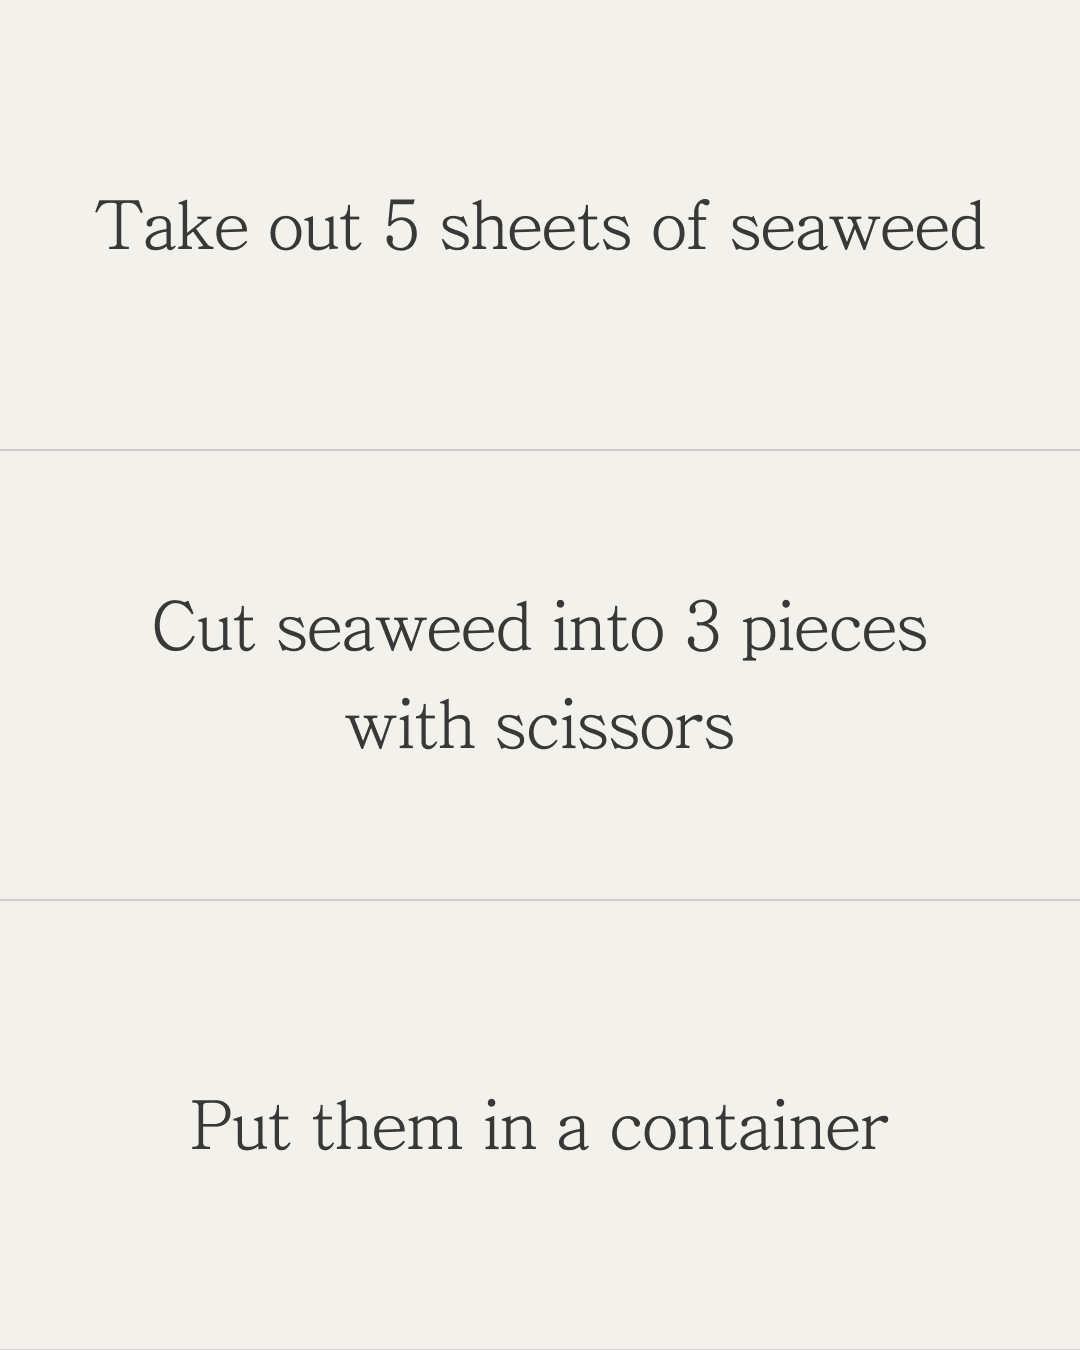 Take out 5 sheets of seaweed
Cut seaweed into 3 pieces
with scissors
Put them in a container